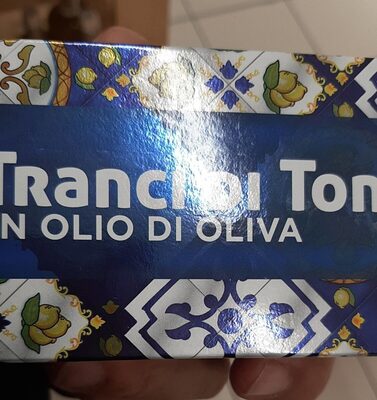 TRANCI DI TON
N OLIO DI OLIVA